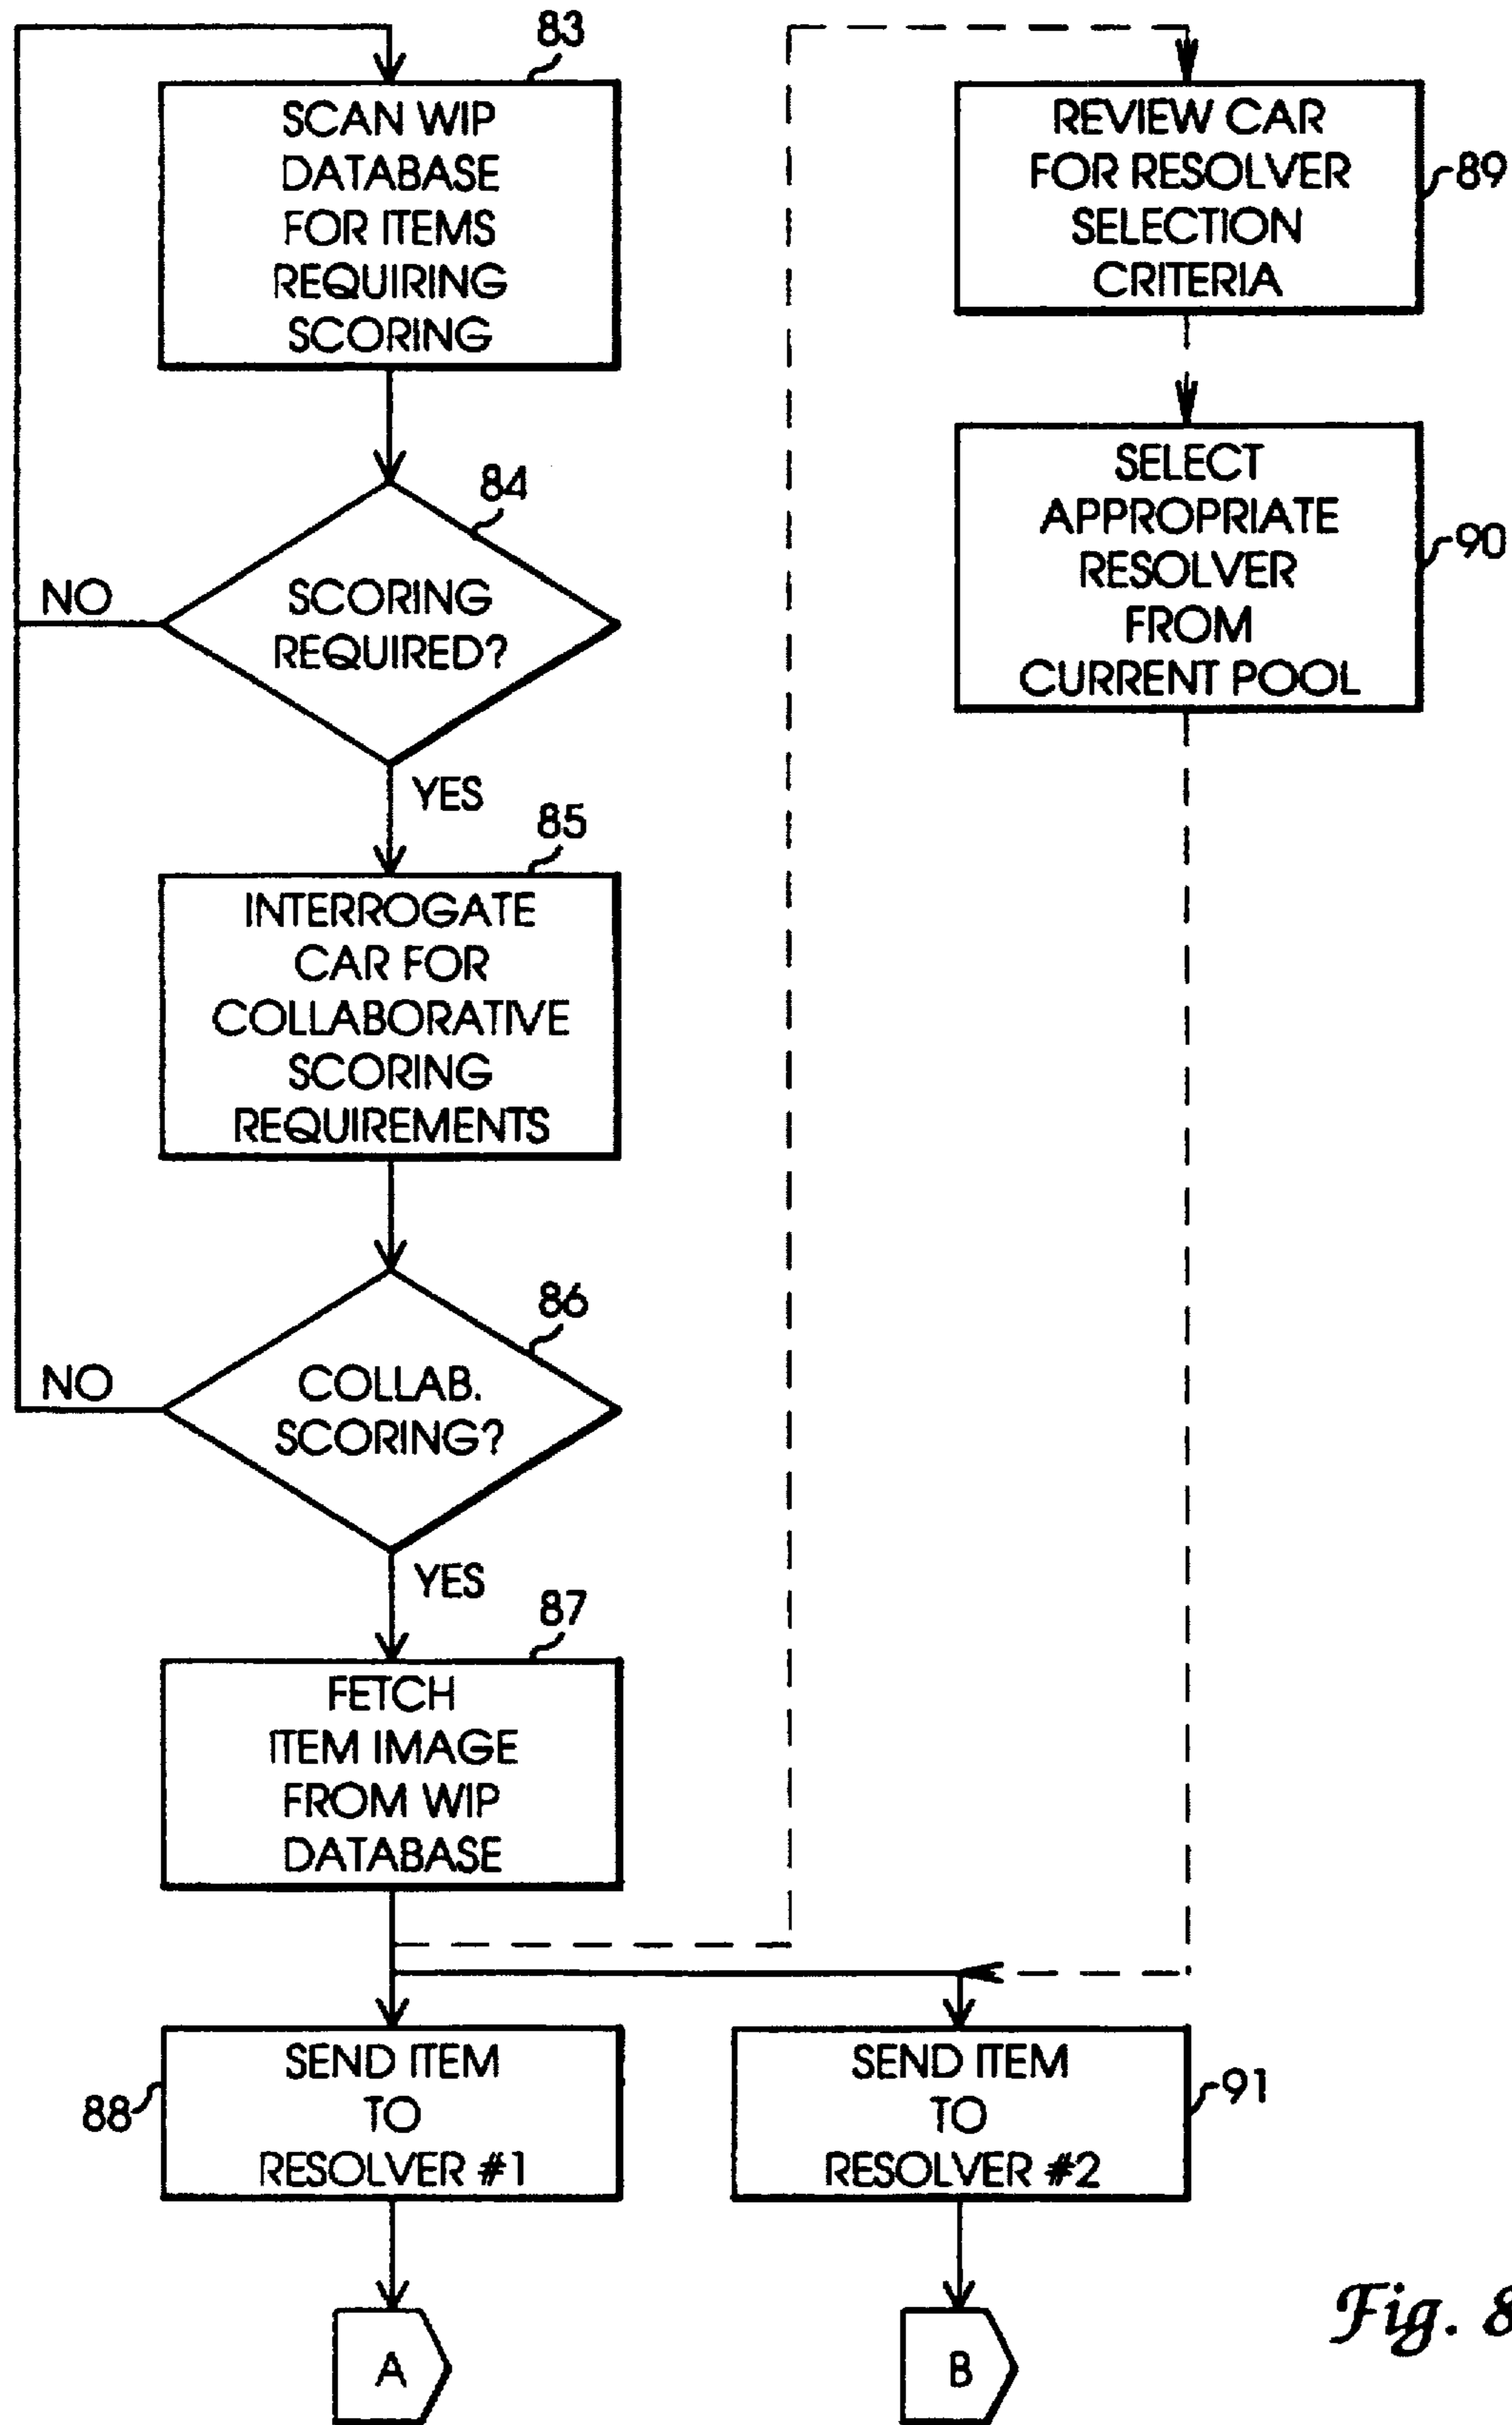 83
SCAN WIP
DATABASE
FOR ITEMS
REQUIRING
SCORING
84
SCORING
REQUIRED?
NO
YES
85
INTERROGATE
CAR FOR
COLLABORATIVE
SCORING
REQUIREMENTS
86
COLLAB.
SCORING?
NO
YES
87
FETCH
ITEM IMAGE
FROM WIP
DATABASE
88
SEND ITEM
TO
RESOLVER #1
A
REVIEW CAR
FOR RESOLVER
SELECTION
CRITERIA
89
SELECT
APPROPRIATE
RESOLVER
FROM
CURRENT POOL
90
SEND ITEM
TO
RESOLVER #2
91
B
Fig. 8